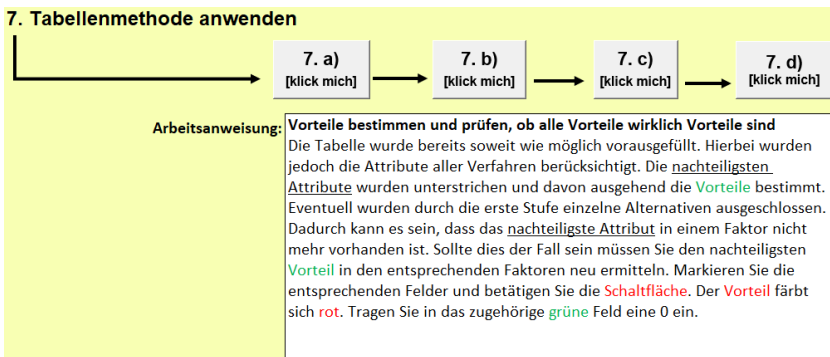 7. Tabellenmethode anwenden
7. a)
[klick mich]
7. b)
[klick mich]
7. c)
[klick mich]
7. d)
[klick mich]
Arbeitsanweisung:
Vorteile bestimmen und prüfen, ob alle Vorteile wirklich Vorteile sind
Die Tabelle wurde bereits soweit wie möglich vorausgefüllt. Hierbei wurden
jedoch die Attribute aller Verfahren berücksichtigt. Die nachteiligsten
Attribute wurden unterstrichen und davon ausgehend die Vorteile bestimmt.
Eventuell wurden durch die erste Stufe einzelne Alternativen ausgeschlossen.
Dadurch kann es sein, dass das nachteiligste Attribut in einem Faktor nicht
mehr vorhanden ist. Sollte dies der Fall sein müssen Sie den nachteiligsten
Vorteil in den entsprechenden Faktoren neu ermitteln. Markieren Sie die
entsprechenden Felder und betätigen Sie die Schaltfläche. Der Vorteil färbt
sich rot. Tragen Sie in das zugehörige grüne Feld eine 0 ein.